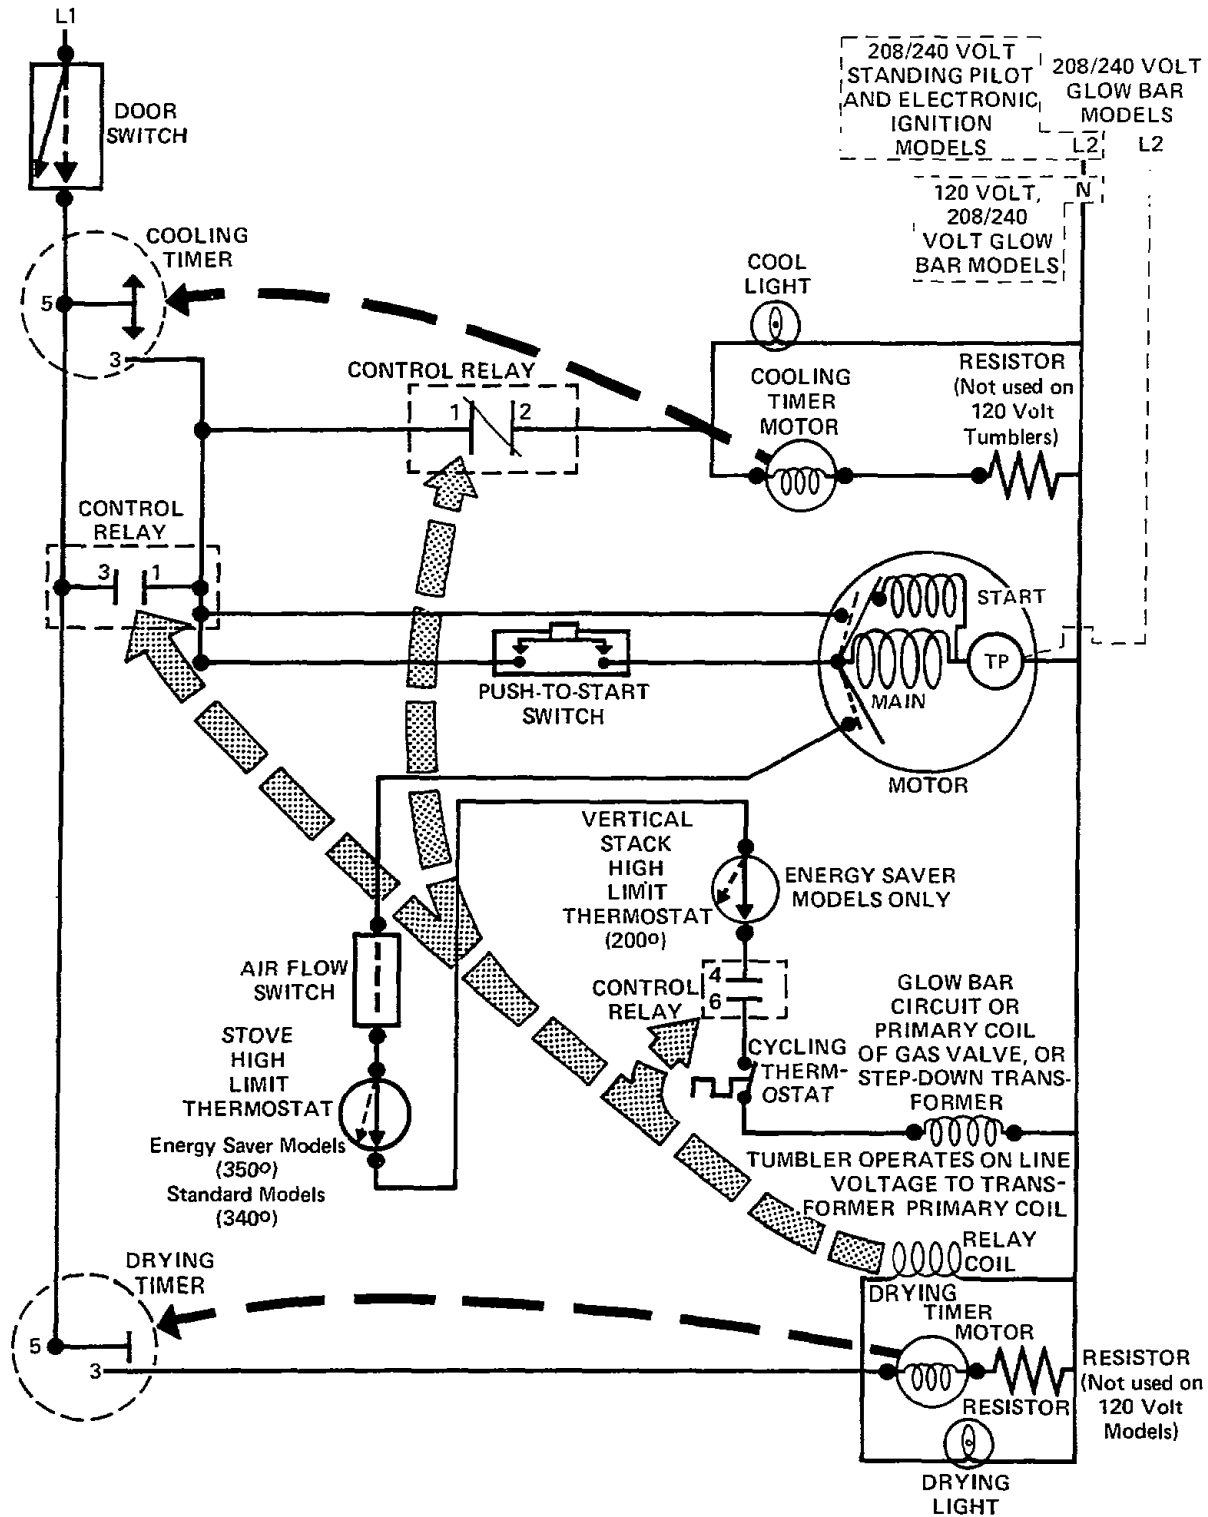 L1
DOOR
SWITCH
208/240 VOLT
STANDING PILOT
AND ELECTRONIC
IGNITION
MODELS
208/240 VOLT
GLOW BAR
MODELS
L2
L2
N
120 VOLT,
208/240
VOLT GLOW
BAR MODELS
COOLING
TIMER
5
3
COOL
LIGHT
CONTROL RELAY
1
2
COOLING
TIMER
MOTOR
RESISTOR
(Not used on
120 Volt
Tumblers)
CONTROL
RELAY
3
1
START
TP
MAIN
MOTOR
PUSH-TO-START
SWITCH
VERTICAL
STACK
HIGH
LIMIT
THERMOSTAT
(200º)
ENERGY SAVER
MODELS ONLY
AIR FLOW
SWITCH
CONTROL
RELAY
4
6
STOVE
HIGH
LIMIT
THERMOSTAT
Energy Saver Models
(350º)
Standard Models
(340º)
CYCLING
THERM-
OSTAT
GLOW BAR
CIRCUIT OR
PRIMARY COIL
OF GAS VALVE, OR
STEP-DOWN TRANS-
FORMER
TUMBLER OPERATES ON LINE
VOLTAGE TO TRANS-
FORMER PRIMARY COIL
RELAY
COIL
DRYING
TIMER
5
3
DRYING
TIMER
MOTOR
RESISTOR
RESISTOR
(Not used on
120 Volt
Models)
DRYING
LIGHT